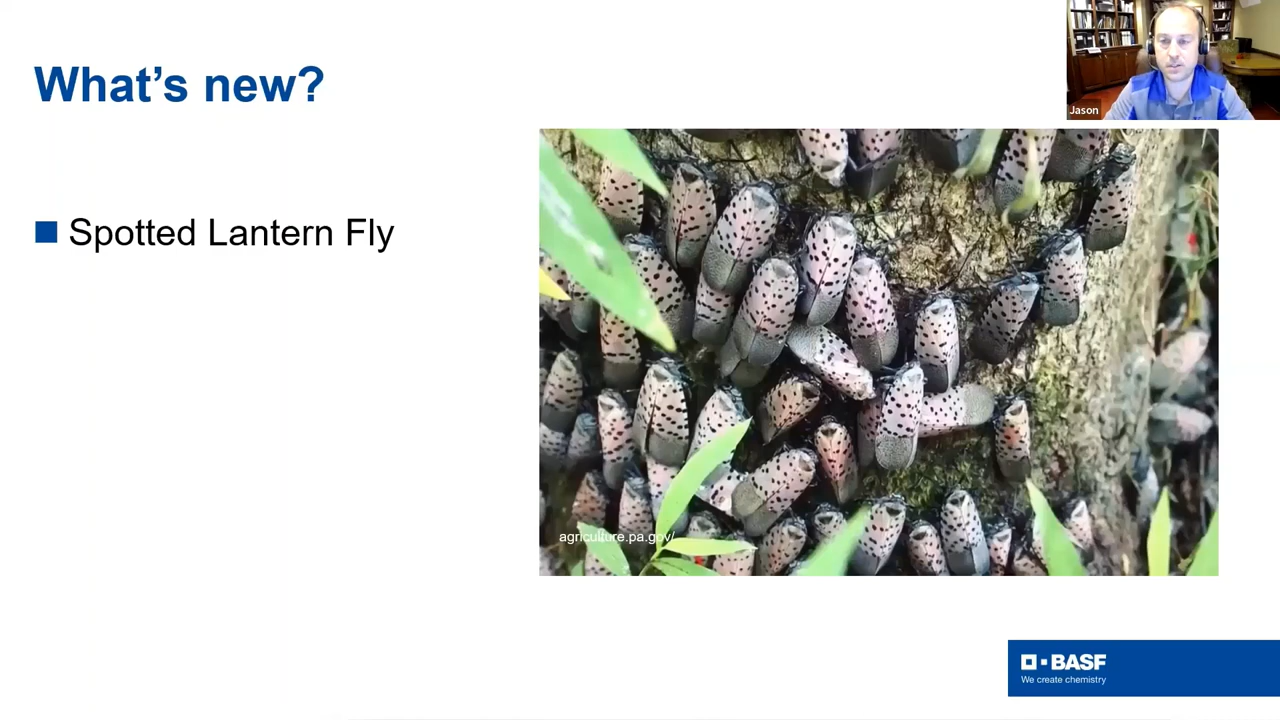 What's new?
Jason
Spotted Lantern Fly
agriculture.pa.gov/
BASF
We create chemistry